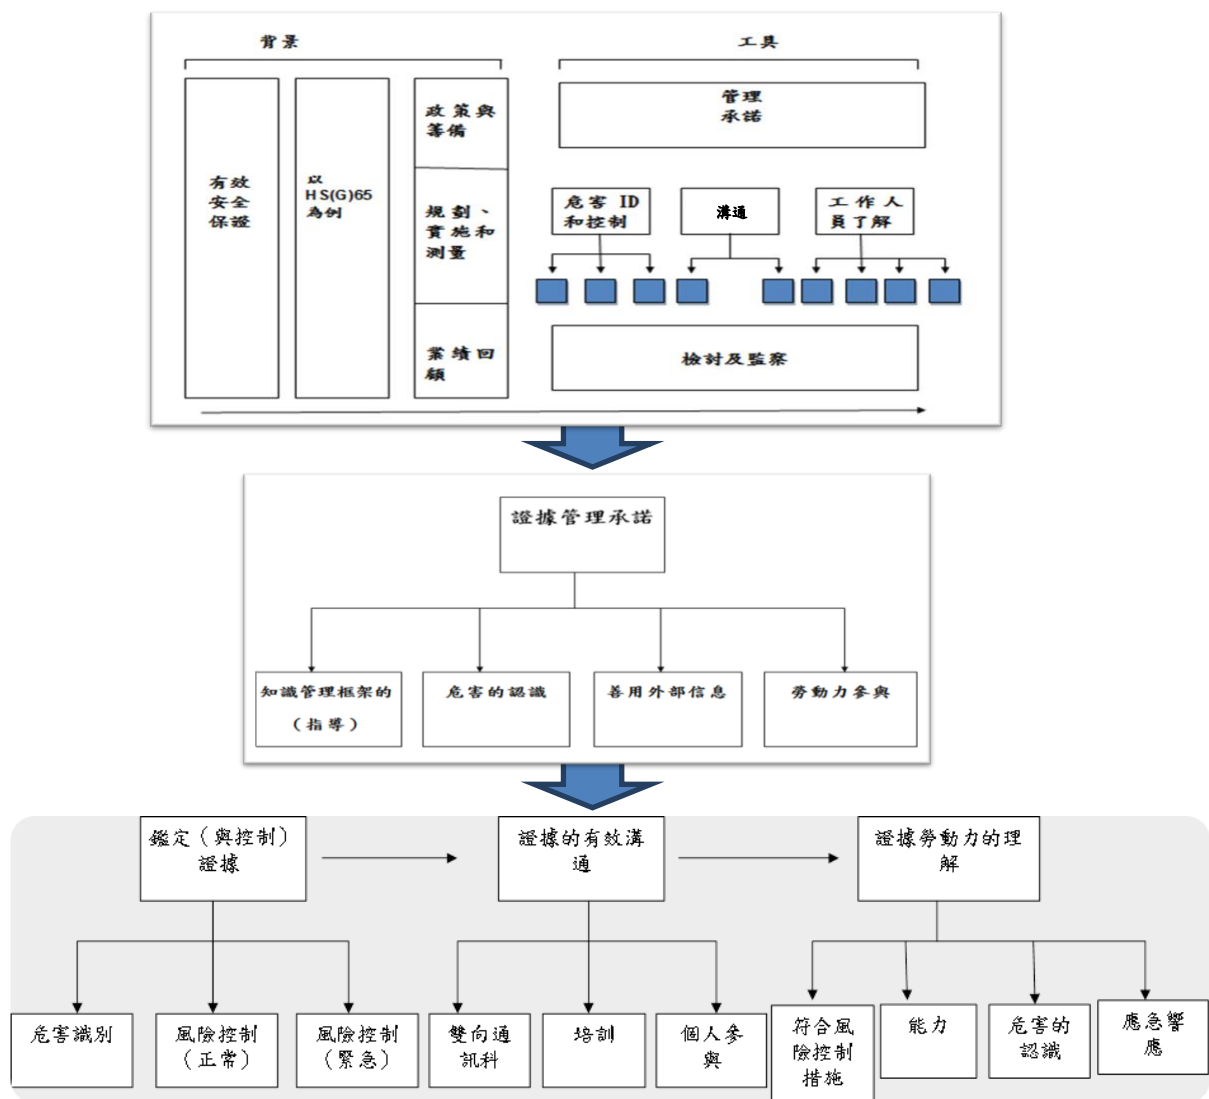 背景
工具
有效
安全
保證
以
HS(G)65
為例
政策與
籌備
規劃、
實施和
測量
業績回
顧
管理
承諾
危害 ID
和控制
溝通
工作人
員了解
檢討及監察
證據管理承諾
知識管理框架的
（指導）
危害的認識
善用外部信息
勞動力參與
鑑定（與控制）
證據
證據的有效溝
通
證據勞動力的理
解
危害識別
風險控制
（正常）
風險控制
（緊急）
雙向通
訊科
培訓
個人參
與
符合風
險控制
措施
能力
危害的
認識
應急響
應